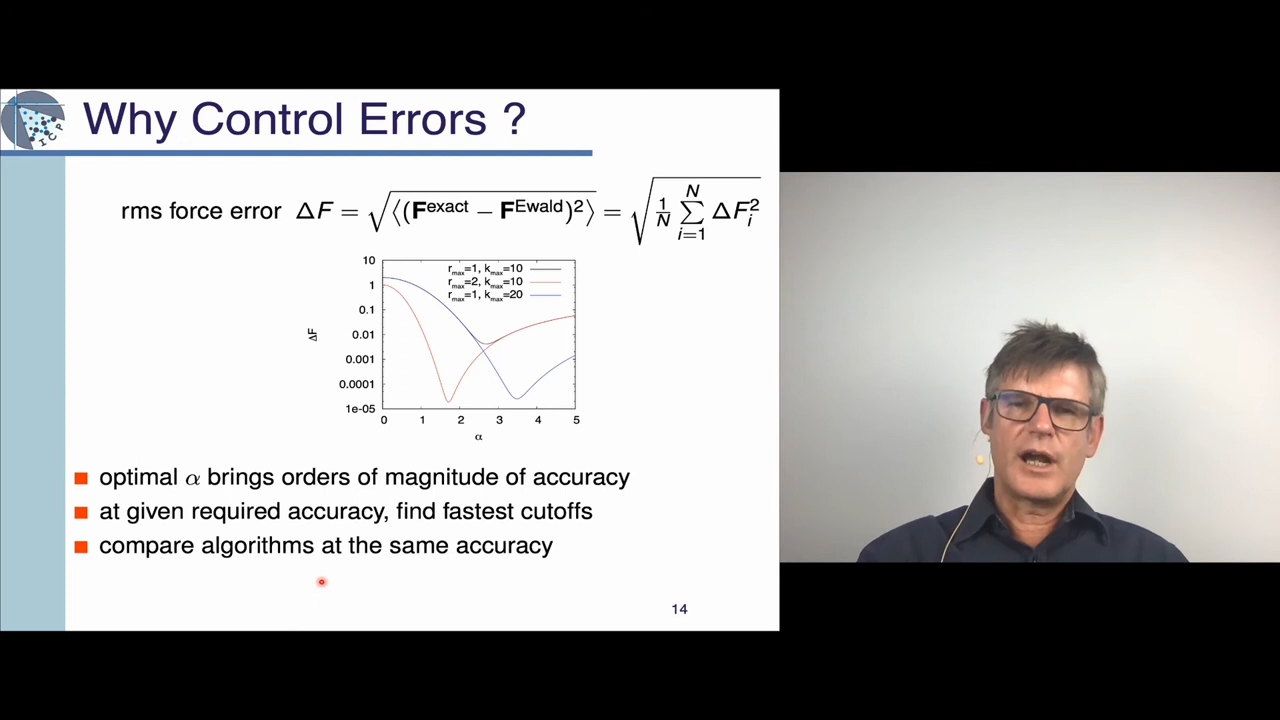 ICP
Why Control Errors ?
rms force error ΔF = √⟨(F^exact − F^Ewald)^2⟩ = √(1/N ∑_{i=1}^{N} ΔF_i^2)
r_max=1, k_max=10
r_max=2, k_max=10
r_max=1, k_max=20
10
1
0.1
0.01
0.001
0.0001
1e-05
ΔF
0 1 2 3 4 5
α
optimal α brings orders of magnitude of accuracy
at given required accuracy, find fastest cutoffs
compare algorithms at the same accuracy
14